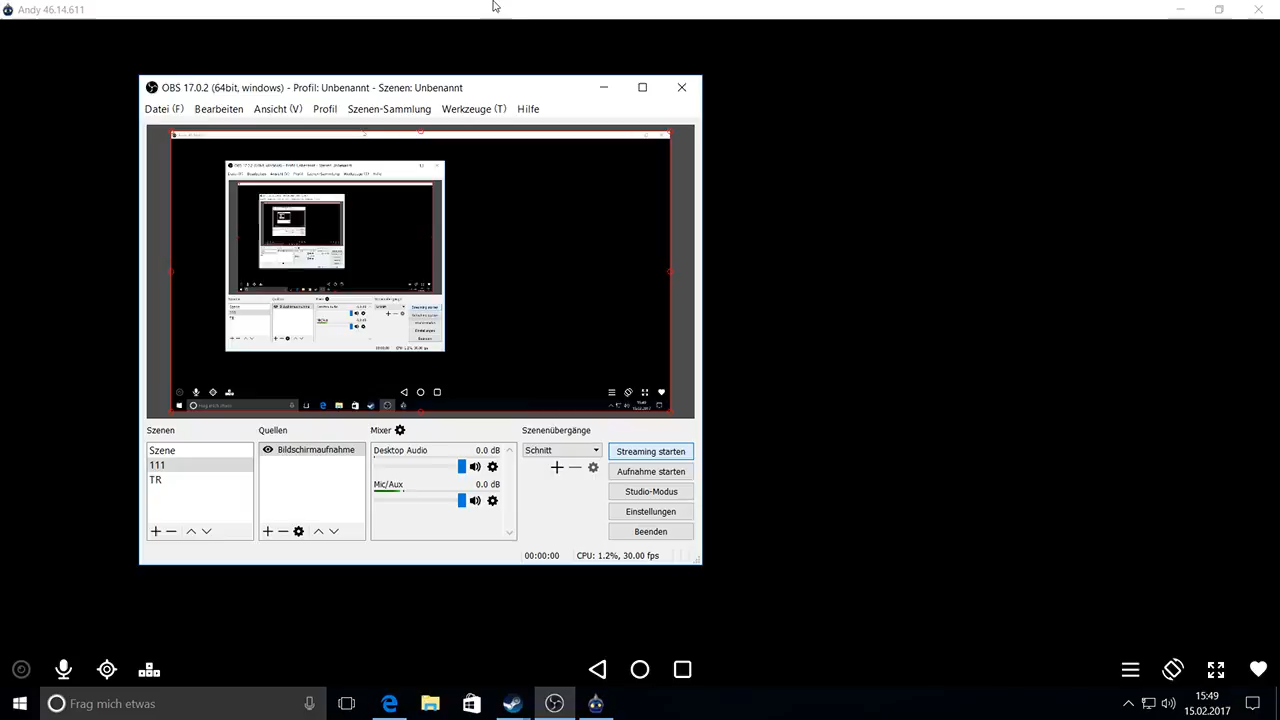 Andy 46.14.611
OBS 17.0.2 (64bit, windows) - Profil: Unbenannt - Szenen: Unbenannt
Datei (F) Bearbeiten Ansicht (V) Profil Szenen-Sammlung Werkzeuge (T) Hilfe
Szenen Quellen Mixer Szenenübergänge
Szene
111
TR
Bildschirmaufnahme
Desktop Audio 0.0 dB
Mic/Aux 0.0 dB
Schnitt
Streaming starten
Aufnahme starten
Studio-Modus
Einstellungen
Beenden
00:00:00 CPU: 1.2%, 30.00 fps
Frag mich etwas
15:49
15.02.2017